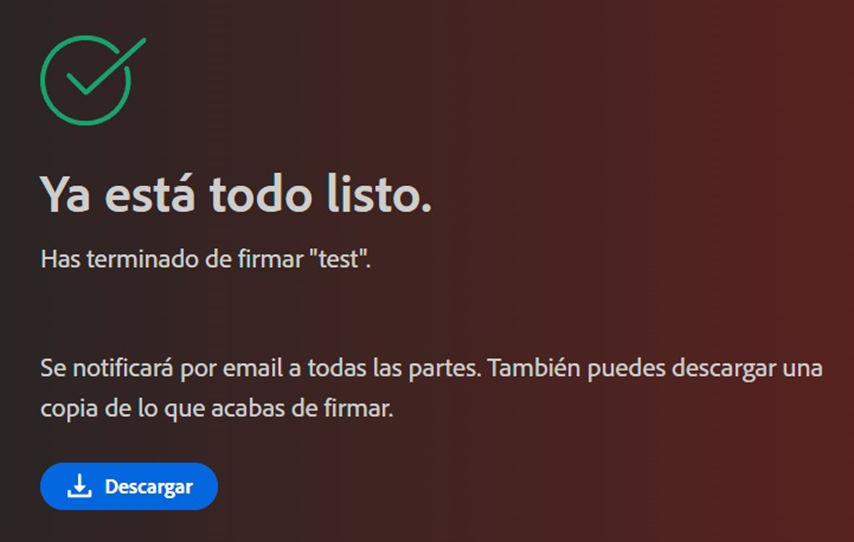 Ya está todo listo.
Has terminado de firmar "test".
Se notificará por email a todas las partes. También puedes descargar una
copia de lo que acabas de firmar.
Descargar